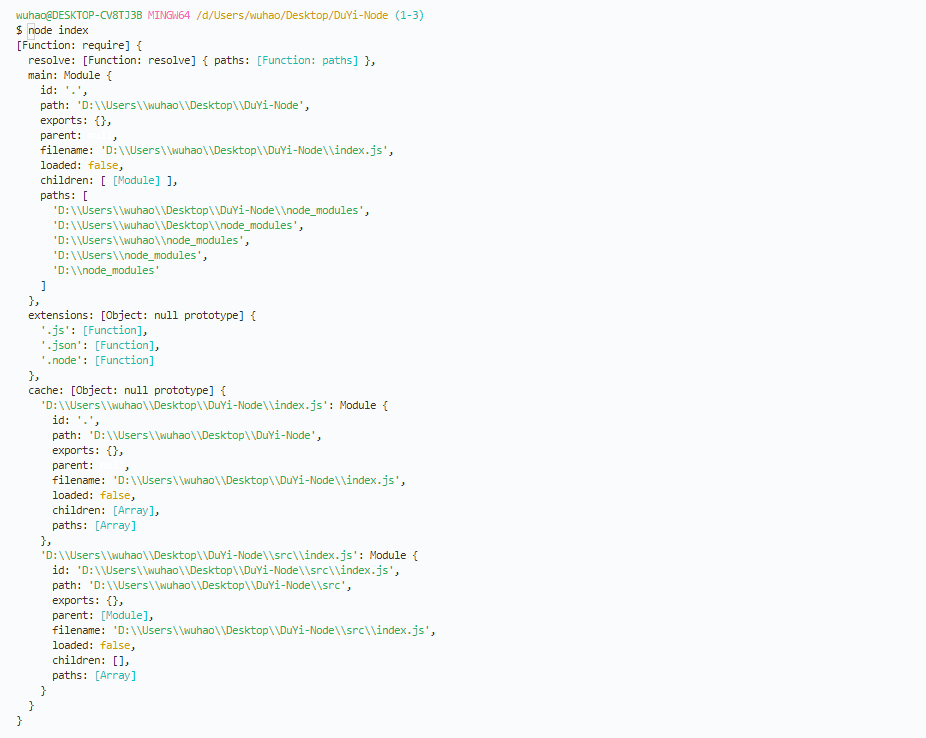 wuhao@DESKTOP-CV8TJ3B MINGW64 /d/Users/wuhao/Desktop/DuYi-Node (1-3)
$ node index
[Function: require] {
  resolve: [Function: resolve] { paths: [Function: paths] },
  main: Module {
    id: '.',
    path: 'D:\\Users\\wuhao\\Desktop\\DuYi-Node',
    exports: {},
    parent:     ,
    filename: 'D:\\Users\\wuhao\\Desktop\\DuYi-Node\\index.js',
    loaded: false,
    children: [ [Module] ],
    paths: [
      'D:\\Users\\wuhao\\Desktop\\DuYi-Node\\node_modules',
      'D:\\Users\\wuhao\\Desktop\\node_modules',
      'D:\\Users\\wuhao\\node_modules',
      'D:\\Users\\node_modules',
      'D:\\node_modules'
    ]
  },
  extensions: [Object: null prototype] {
    '.js': [Function],
    '.json': [Function],
    '.node': [Function]
  },
  cache: [Object: null prototype] {
    'D:\\Users\\wuhao\\Desktop\\DuYi-Node\\index.js': Module {
      id: '.',
      path: 'D:\\Users\\wuhao\\Desktop\\DuYi-Node',
      exports: {},
      parent:     ,
      filename: 'D:\\Users\\wuhao\\Desktop\\DuYi-Node\\index.js',
      loaded: false,
      children: [Array],
      paths: [Array]
    },
    'D:\\Users\\wuhao\\Desktop\\DuYi-Node\\src\\index.js': Module {
      id: 'D:\\Users\\wuhao\\Desktop\\DuYi-Node\\src\\index.js',
      path: 'D:\\Users\\wuhao\\Desktop\\DuYi-Node\\src',
      exports: {},
      parent: [Module],
      filename: 'D:\\Users\\wuhao\\Desktop\\DuYi-Node\\src\\index.js',
      loaded: false,
      children: [],
      paths: [Array]
    }
  }
}